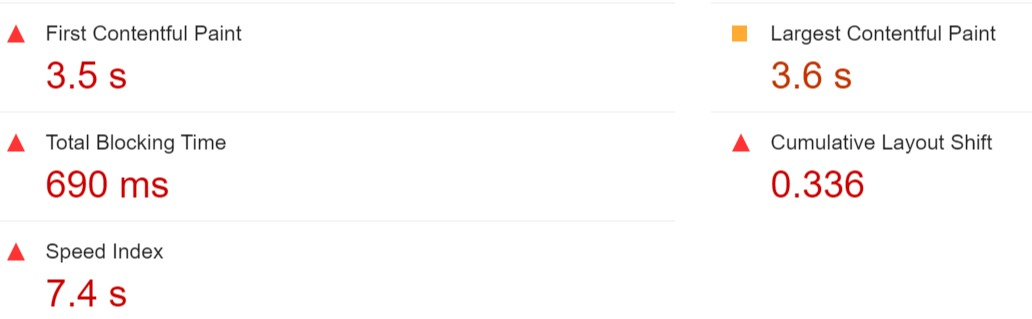 First Contentful Paint
3.5 s
Largest Contentful Paint
3.6 s
Total Blocking Time
690 ms
Cumulative Layout Shift
0.336
Speed Index
7.4 s